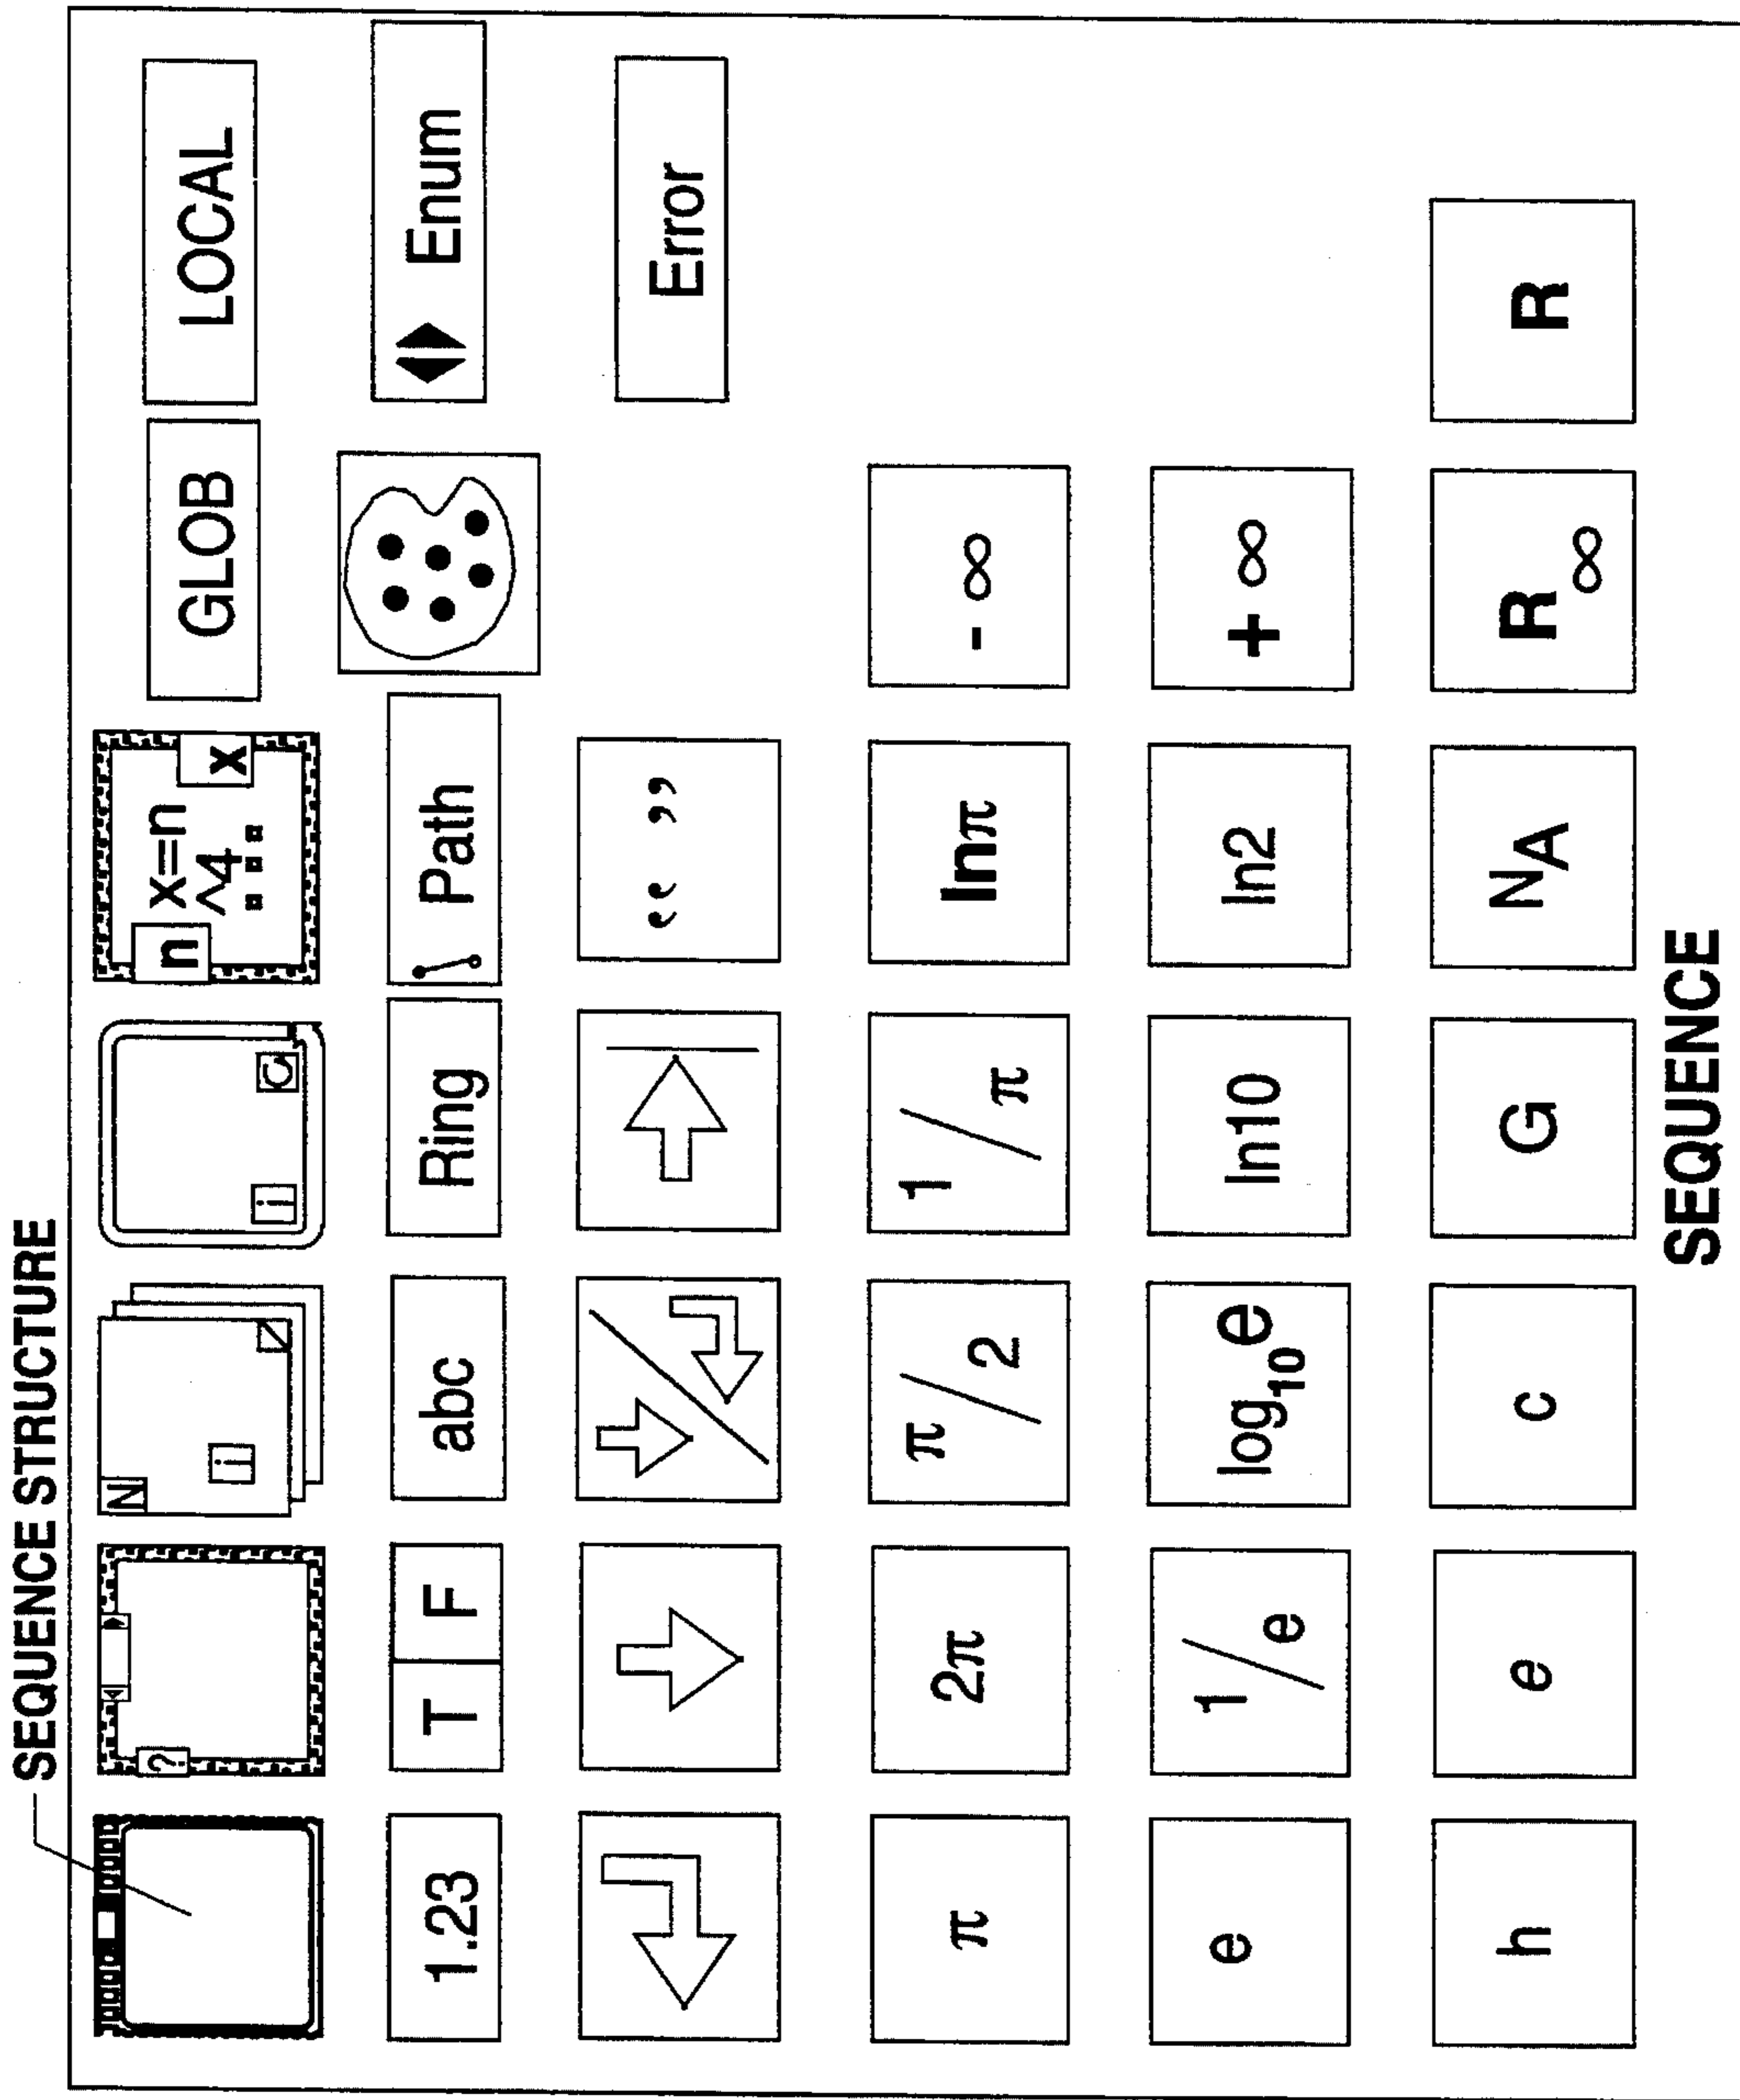 SEQUENCE STRUCTURE
? N i i n x=n ^4 x GLOB LOCAL
1.23 T F abc Ring Path Enum
“ ” Error
π 2π π/2 1/π lnπ - ∞
e 1/e log₁₀e ln10 ln2 + ∞
h e c G N_A R∞ R
SEQUENCE